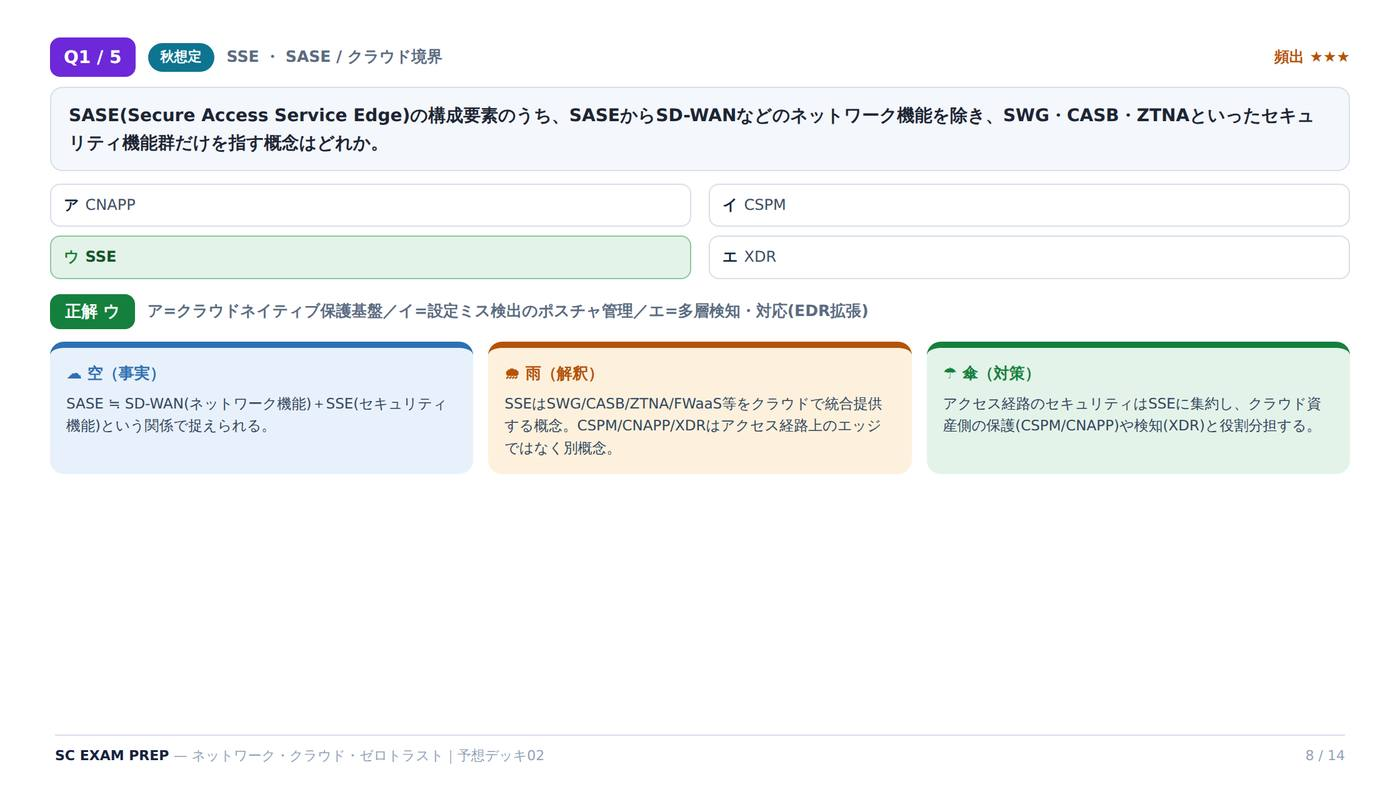 Q1 / 5 秋想定 SSE ・ SASE / クラウド境界 頻出 ★★★
SASE(Secure Access Service Edge)の構成要素のうち、SASEからSD-WANなどのネットワーク機能を除き、SWG・CASB・ZTNAといったセキュ
リティ機能群だけを指す概念はどれか。
ア CNAPP
イ CSPM
ウ SSE
エ XDR
正解 ウ ア=クラウドネイティブ保護基盤／イ=設定ミス検出のポスチャ管理／エ=多層検知・対応(EDR拡張)
☁ 空（事実）
SASE ≒ SD-WAN(ネットワーク機能)＋SSE(セキュリティ
機能)という関係で捉えられる。
🌧 雨（解釈）
SSEはSWG/CASB/ZTNA/FWaaS等をクラウドで統合提供
する概念。CSPM/CNAPP/XDRはアクセス経路上のエッジ
ではなく別概念。
☂ 傘（対策）
アクセス経路のセキュリティはSSEに集約し、クラウド資
産側の保護(CSPM/CNAPP)や検知(XDR)と役割分担する。
SC EXAM PREP — ネットワーク・クラウド・ゼロトラスト｜予想デッキ02 8 / 14